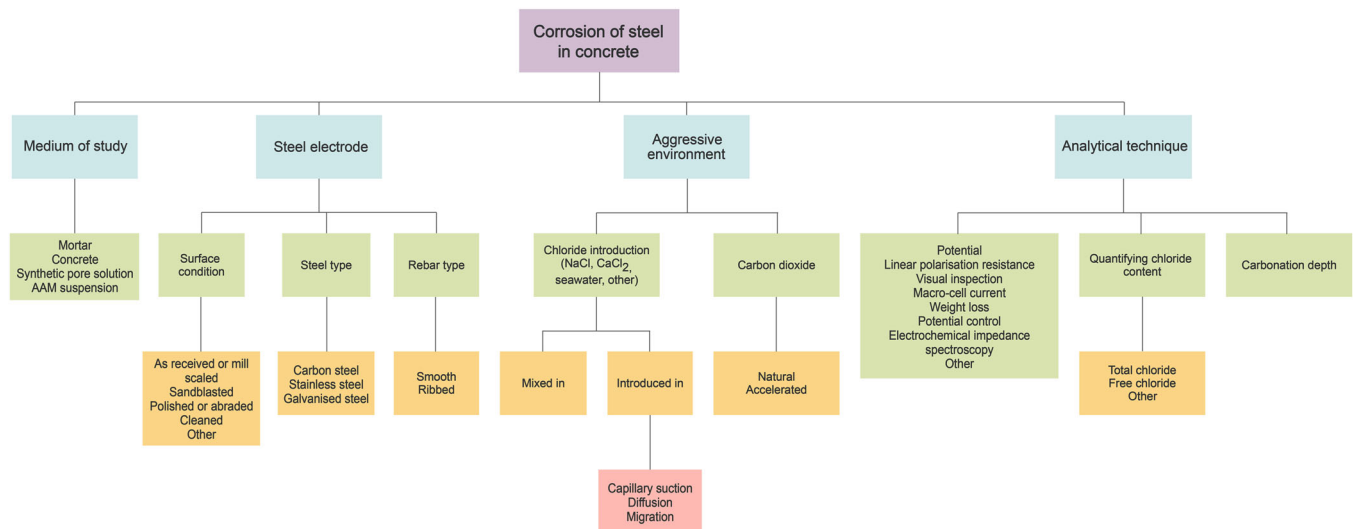 Corrosion of steel
in concrete
Medium of study
Steel electrode
Aggressive
environment
Analytical technique
Mortar
Concrete
Synthetic pore solution
AAM suspension
Surface
condition
Steel type
Rebar type
Chloride introduction
(NaCl, CaCl2,
seawater, other)
Carbon dioxide
Potential
Linear polarisation resistance
Visual inspection
Macro-cell current
Weight loss
Potential control
Electrochemical impedance
spectroscopy
Other
Quantifying chloride
content
Carbonation depth
As received or mill
scaled
Sandblasted
Polished or abraded
Cleaned
Other
Carbon steel
Stainless steel
Galvanised steel
Smooth
Ribbed
Mixed in
Introduced in
Natural
Accelerated
Total chloride
Free chloride
Other
Capillary suction
Diffusion
Migration